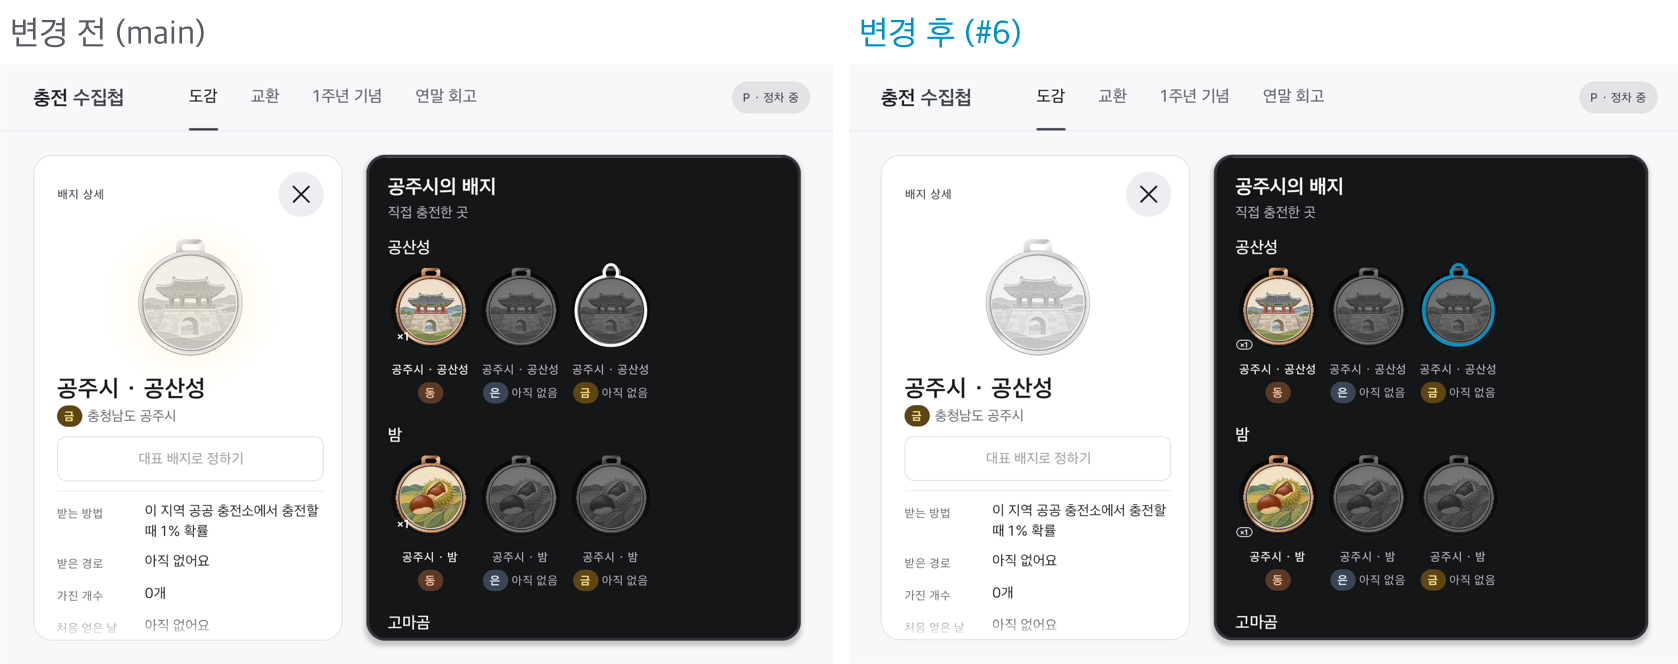 변경 전 (main)
충전 수집첩 도감 교환 1주년 기념 연말 회고 P · 정차 중
배지 상세
공주시 · 공산성
금 충청남도 공주시
대표 배지로 정하기
받는 방법 이 지역 공공 충전소에서 충전할
때 1% 확률
받은 경로 아직 없어요
가진 개수 0개
처음 얻은 날 아직 없어요
공주시의 배지
직접 충전한 곳
공산성
×1
공주시 · 공산성 공주시 · 공산성 공주시 · 공산성
동 은 아직 없음 금 아직 없음
밤
×1
공주시 · 밤 공주시 · 밤 공주시 · 밤
동 은 아직 없음 금 아직 없음
고마곰
변경 후 (#6)
충전 수집첩 도감 교환 1주년 기념 연말 회고 P · 정차 중
배지 상세
공주시 · 공산성
금 충청남도 공주시
대표 배지로 정하기
받는 방법 이 지역 공공 충전소에서 충전할
때 1% 확률
받은 경로 아직 없어요
가진 개수 0개
처음 얻은 날 아직 없어요
공주시의 배지
직접 충전한 곳
공산성
×1
공주시 · 공산성 공주시 · 공산성 공주시 · 공산성
동 은 아직 없음 금 아직 없음
밤
×1
공주시 · 밤 공주시 · 밤 공주시 · 밤
동 은 아직 없음 금 아직 없음
고마곰